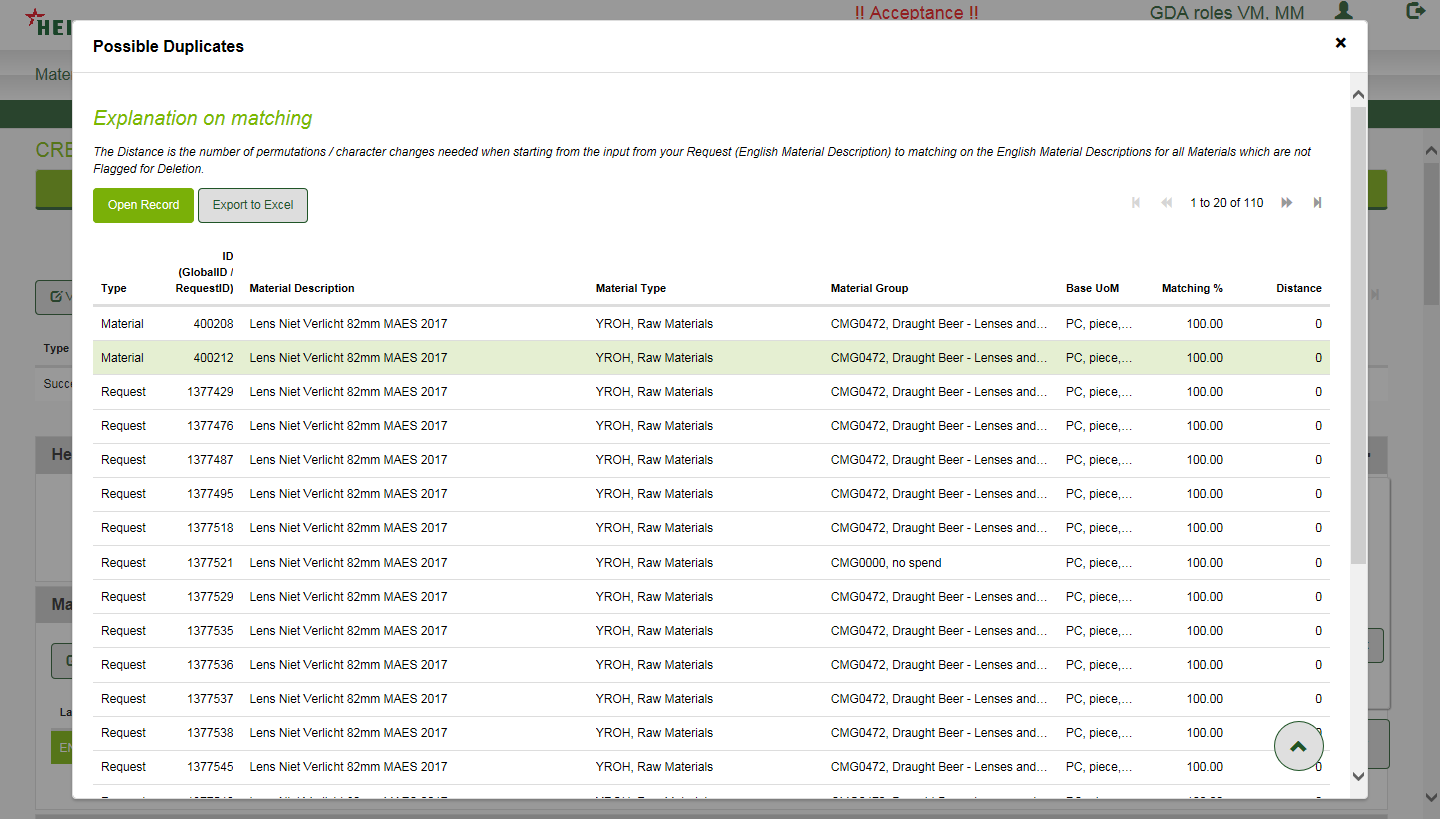 HEI
!! Acceptance !!
GDA roles VM, MM
Possible Duplicates
Mate
Explanation on matching
CRE
The Distance is the number of permutations / character changes needed when starting from the input from your Request (English Material Description) to matching on the English Material Descriptions for all Materials which are not
Flagged for Deletion.
Open Record Export to Excel 1 to 20 of 110
ID
(GlobalID /
Type RequestID) Material Description Material Type Material Group Base UoM Matching % Distance
Material 400208 Lens Niet Verlicht 82mm MAES 2017 YROH, Raw Materials CMG0472, Draught Beer - Lenses and... PC, piece,... 100.00 0
Type
Material 400212 Lens Niet Verlicht 82mm MAES 2017 YROH, Raw Materials CMG0472, Draught Beer - Lenses and... PC, piece,... 100.00 0
Succe
Request 1377429 Lens Niet Verlicht 82mm MAES 2017 YROH, Raw Materials CMG0472, Draught Beer - Lenses and... PC, piece,... 100.00 0
Request 1377476 Lens Niet Verlicht 82mm MAES 2017 YROH, Raw Materials CMG0472, Draught Beer - Lenses and... PC, piece,... 100.00 0
He
Request 1377487 Lens Niet Verlicht 82mm MAES 2017 YROH, Raw Materials CMG0472, Draught Beer - Lenses and... PC, piece,... 100.00 0
Request 1377495 Lens Niet Verlicht 82mm MAES 2017 YROH, Raw Materials CMG0472, Draught Beer - Lenses and... PC, piece,... 100.00 0
Request 1377518 Lens Niet Verlicht 82mm MAES 2017 YROH, Raw Materials CMG0472, Draught Beer - Lenses and... PC, piece,... 100.00 0
Request 1377521 Lens Niet Verlicht 82mm MAES 2017 YROH, Raw Materials CMG0000, no spend PC, piece,... 100.00 0
Request 1377529 Lens Niet Verlicht 82mm MAES 2017 YROH, Raw Materials CMG0472, Draught Beer - Lenses and... PC, piece,... 100.00 0
Ma
Request 1377535 Lens Niet Verlicht 82mm MAES 2017 YROH, Raw Materials CMG0472, Draught Beer - Lenses and... PC, piece,... 100.00 0
Request 1377536 Lens Niet Verlicht 82mm MAES 2017 YROH, Raw Materials CMG0472, Draught Beer - Lenses and... PC, piece,... 100.00 0
Request 1377537 Lens Niet Verlicht 82mm MAES 2017 YROH, Raw Materials CMG0472, Draught Beer - Lenses and... PC, piece,... 100.00 0
La
Request 1377538 Lens Niet Verlicht 82mm MAES 2017 YROH, Raw Materials CMG0472, Draught Beer - Lenses and... PC, piece,... 100.00
EN
Request 1377545 Lens Niet Verlicht 82mm MAES 2017 YROH, Raw Materials CMG0472, Draught Beer - Lenses and... PC, piece,... 100.00 0